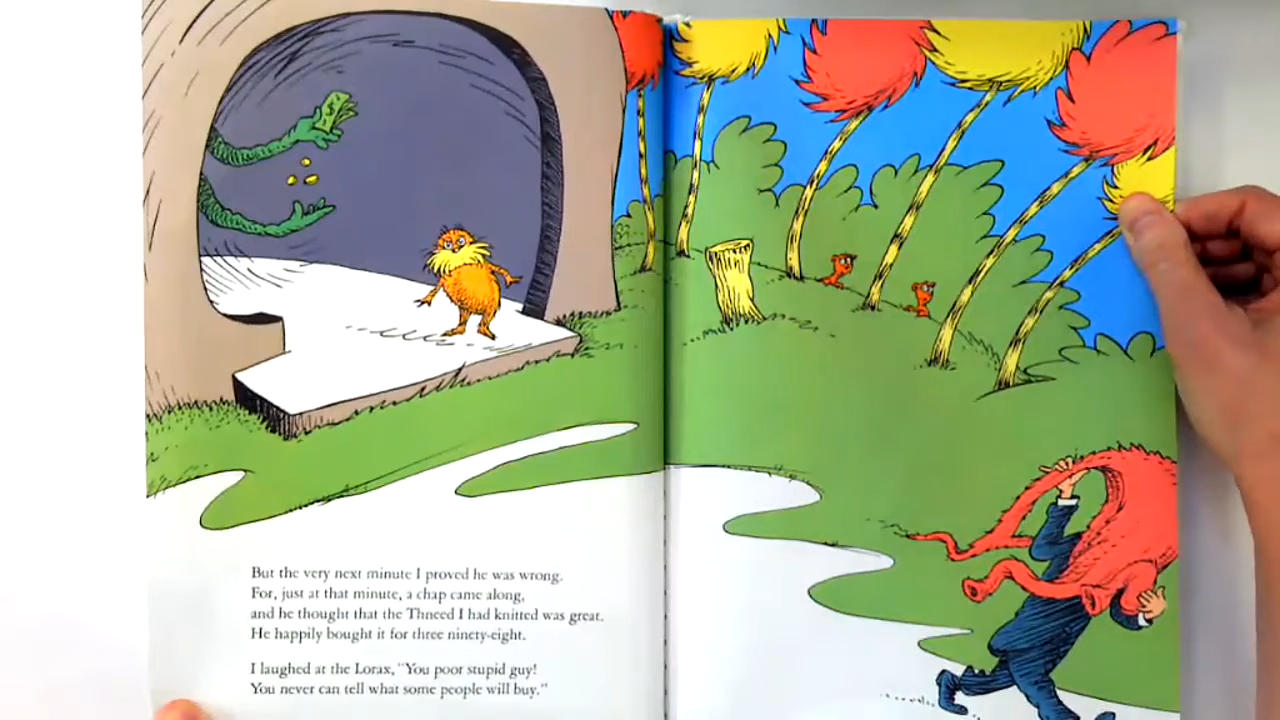 But the very next minute I proved he was wrong.
For, just at that minute, a chap came along,
and he thought that the Thneed I had knitted was great.
He happily bought it for three ninety-eight.
I laughed at the Lorax, "You poor stupid guy!
You never can tell what some people will buy."